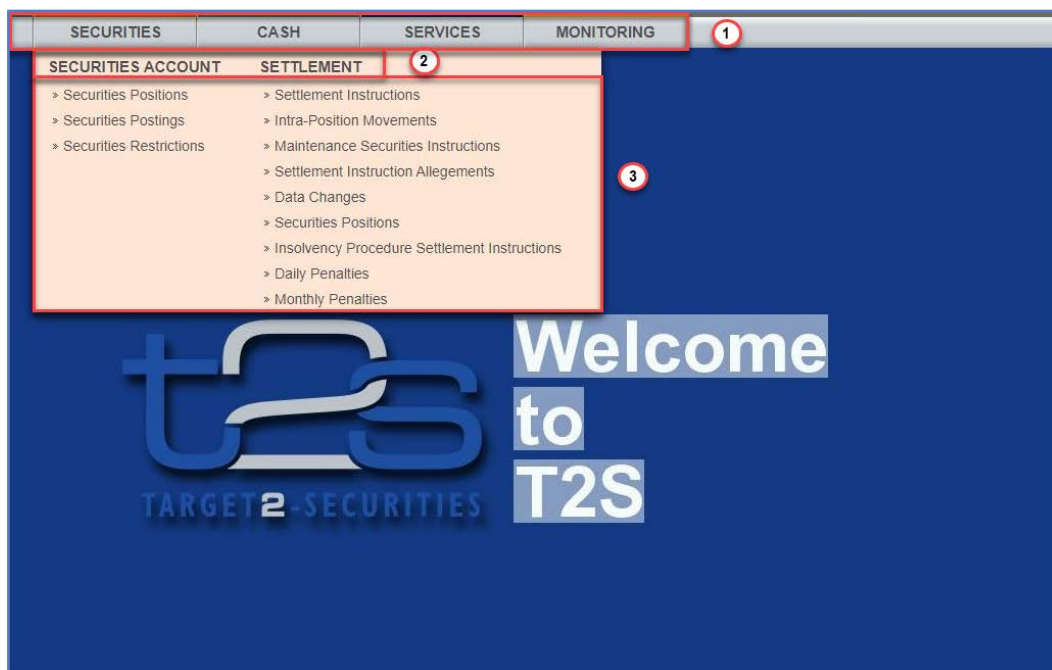 SECURITIES CASH SERVICES MONITORING 1
SECURITIES ACCOUNT SETTLEMENT 2
» Securities Positions
» Securities Postings
» Securities Restrictions
» Settlement Instructions
» Intra-Position Movements
» Maintenance Securities Instructions
» Settlement Instruction Allegements
» Data Changes
» Securities Positions
» Insolvency Procedure Settlement Instructions
» Daily Penalties
» Monthly Penalties
3
t2s
TARGET2-SECURITIES
Welcome
to
T2S